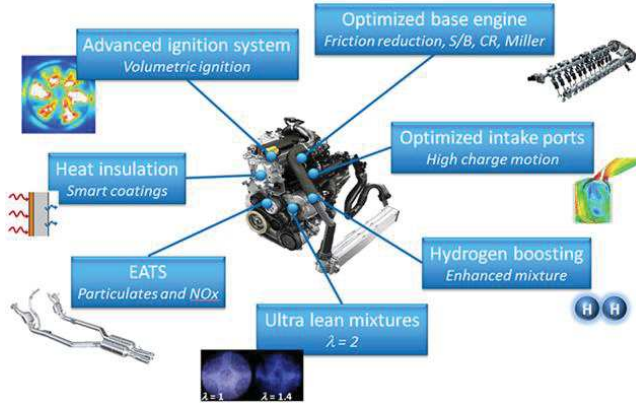 Advanced ignition system
Volumetric ignition
Optimized base engine
Friction reduction, S/B, CR, Miller
Heat insulation
Smart coatings
Optimized intake ports
High charge motion
EATS
Particulates and NOx
Hydrogen boosting
Enhanced mixture
H H
Ultra lean mixtures
λ = 2
λ = 1
λ = 1.4